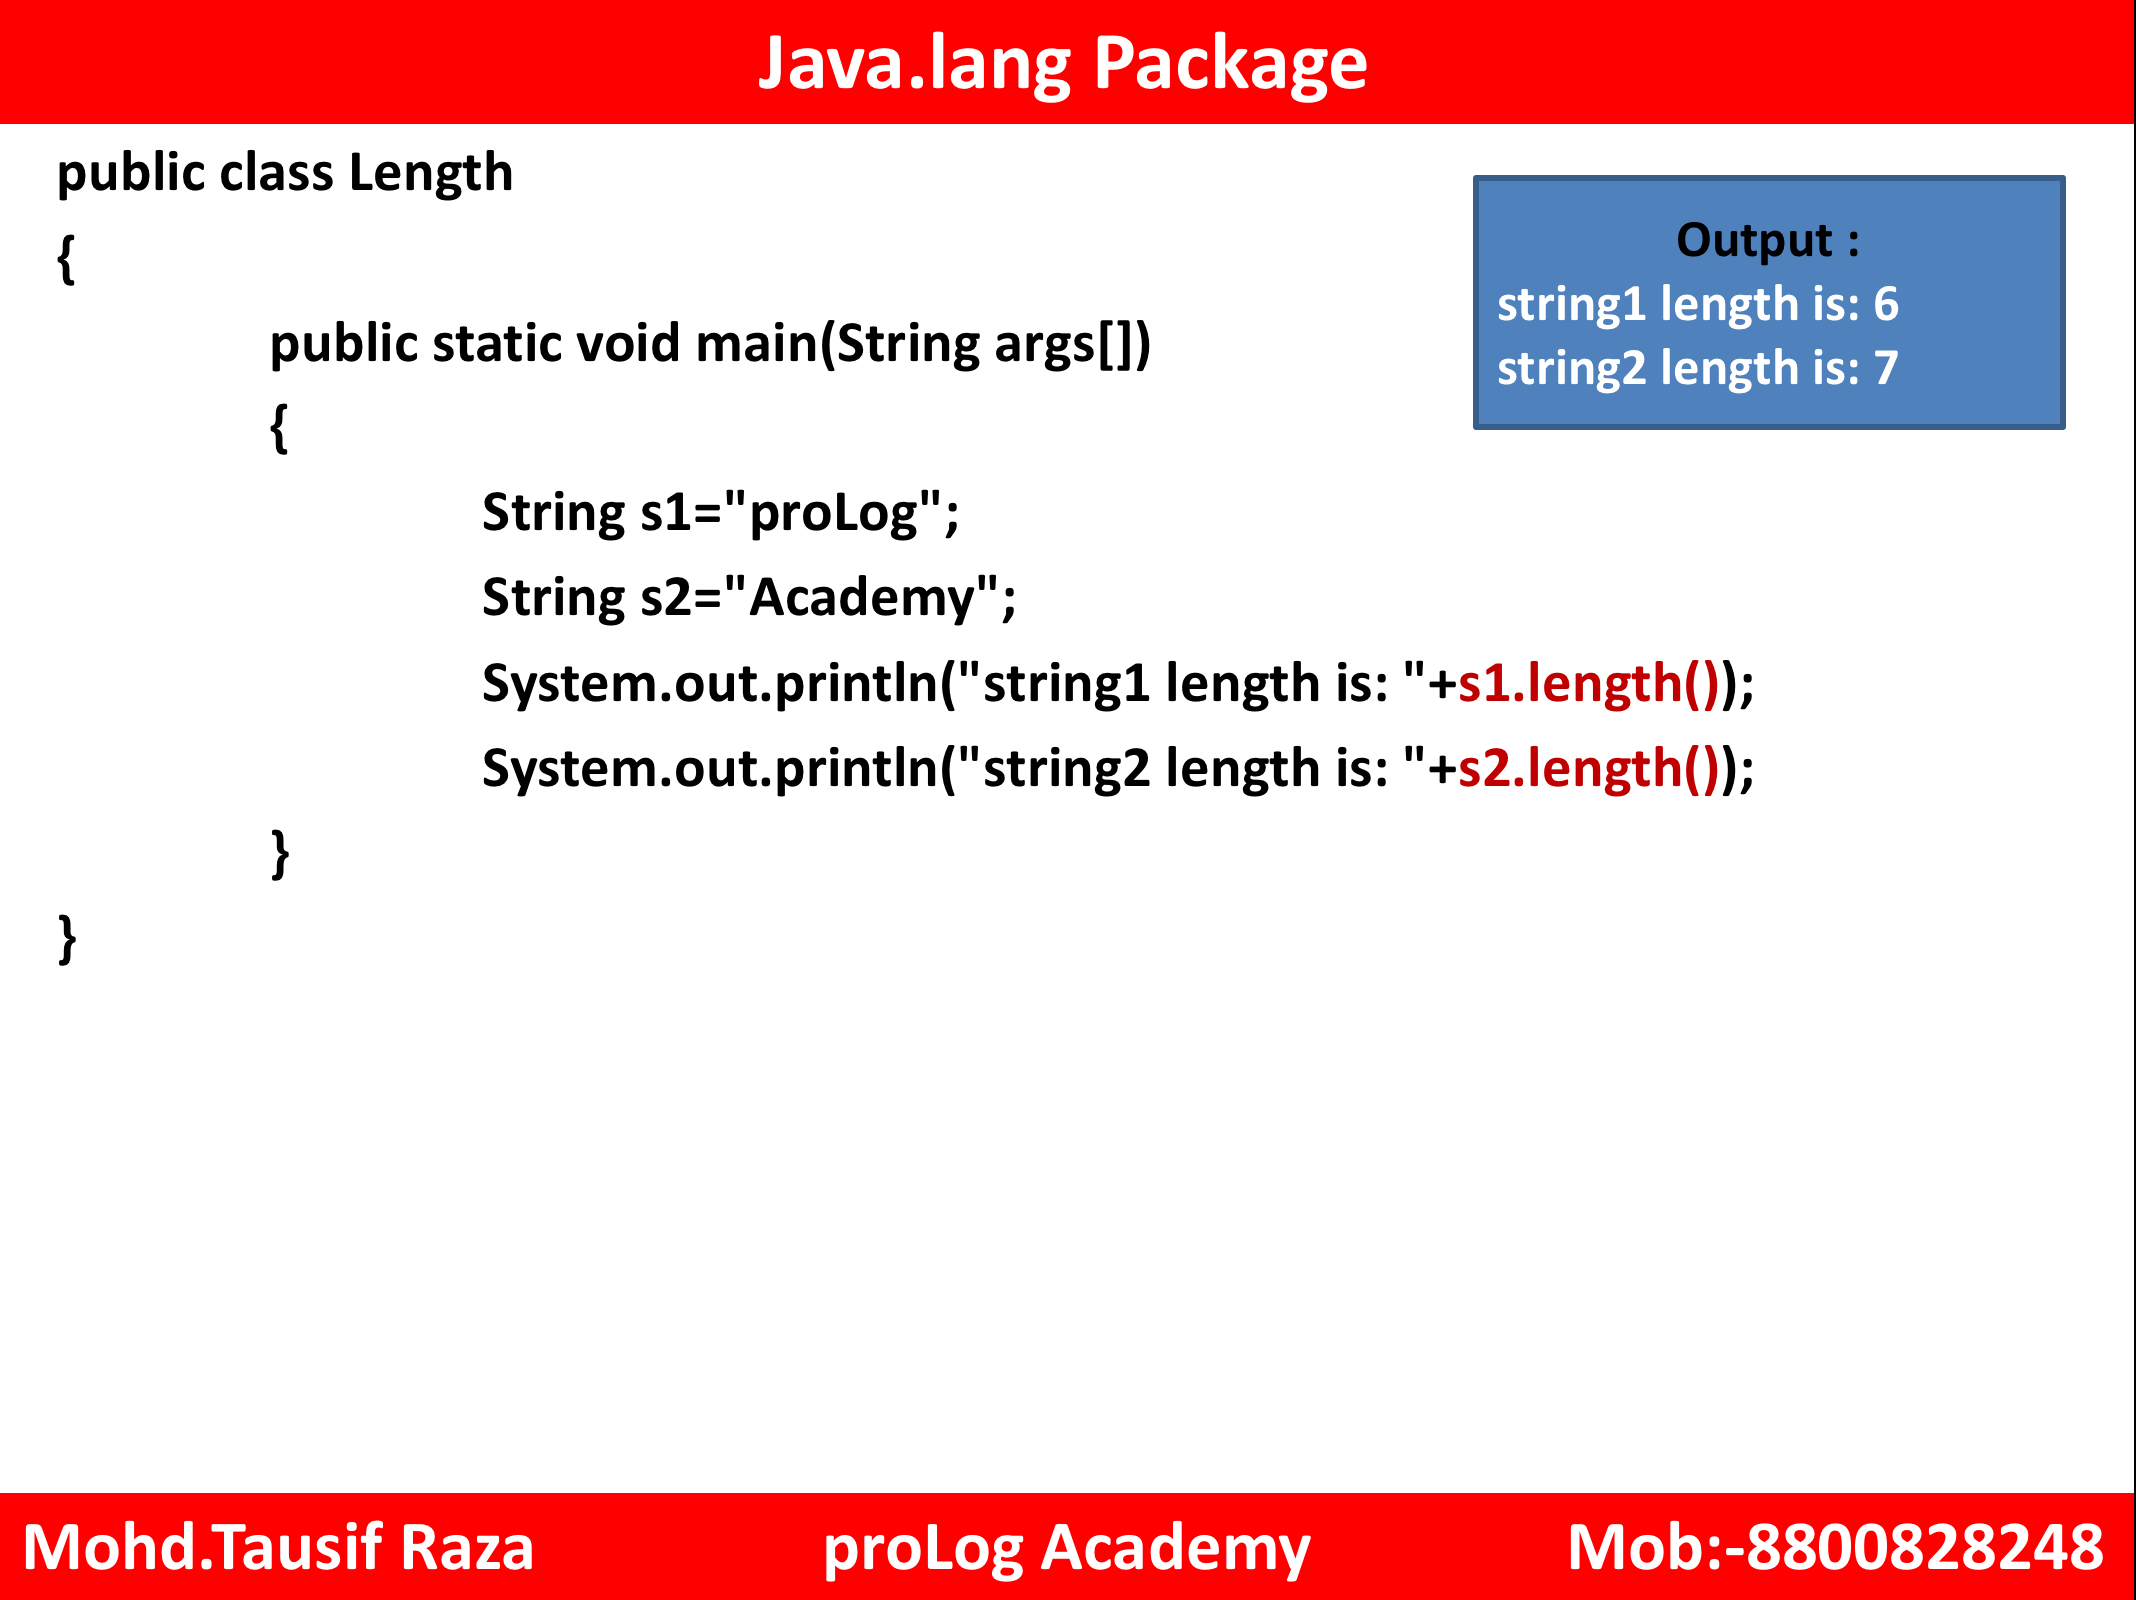 Java.lang Package
public class Length
{
public static void main(String args[])
{
String s1="proLog";
String s2="Academy";
System.out.println("string1 length is: "+s1.length());
System.out.println("string2 length is: "+s2.length());
}
}
Output :
string1 length is: 6
string2 length is: 7
Mohd.Tausif Raza proLog Academy Mob:-8800828248